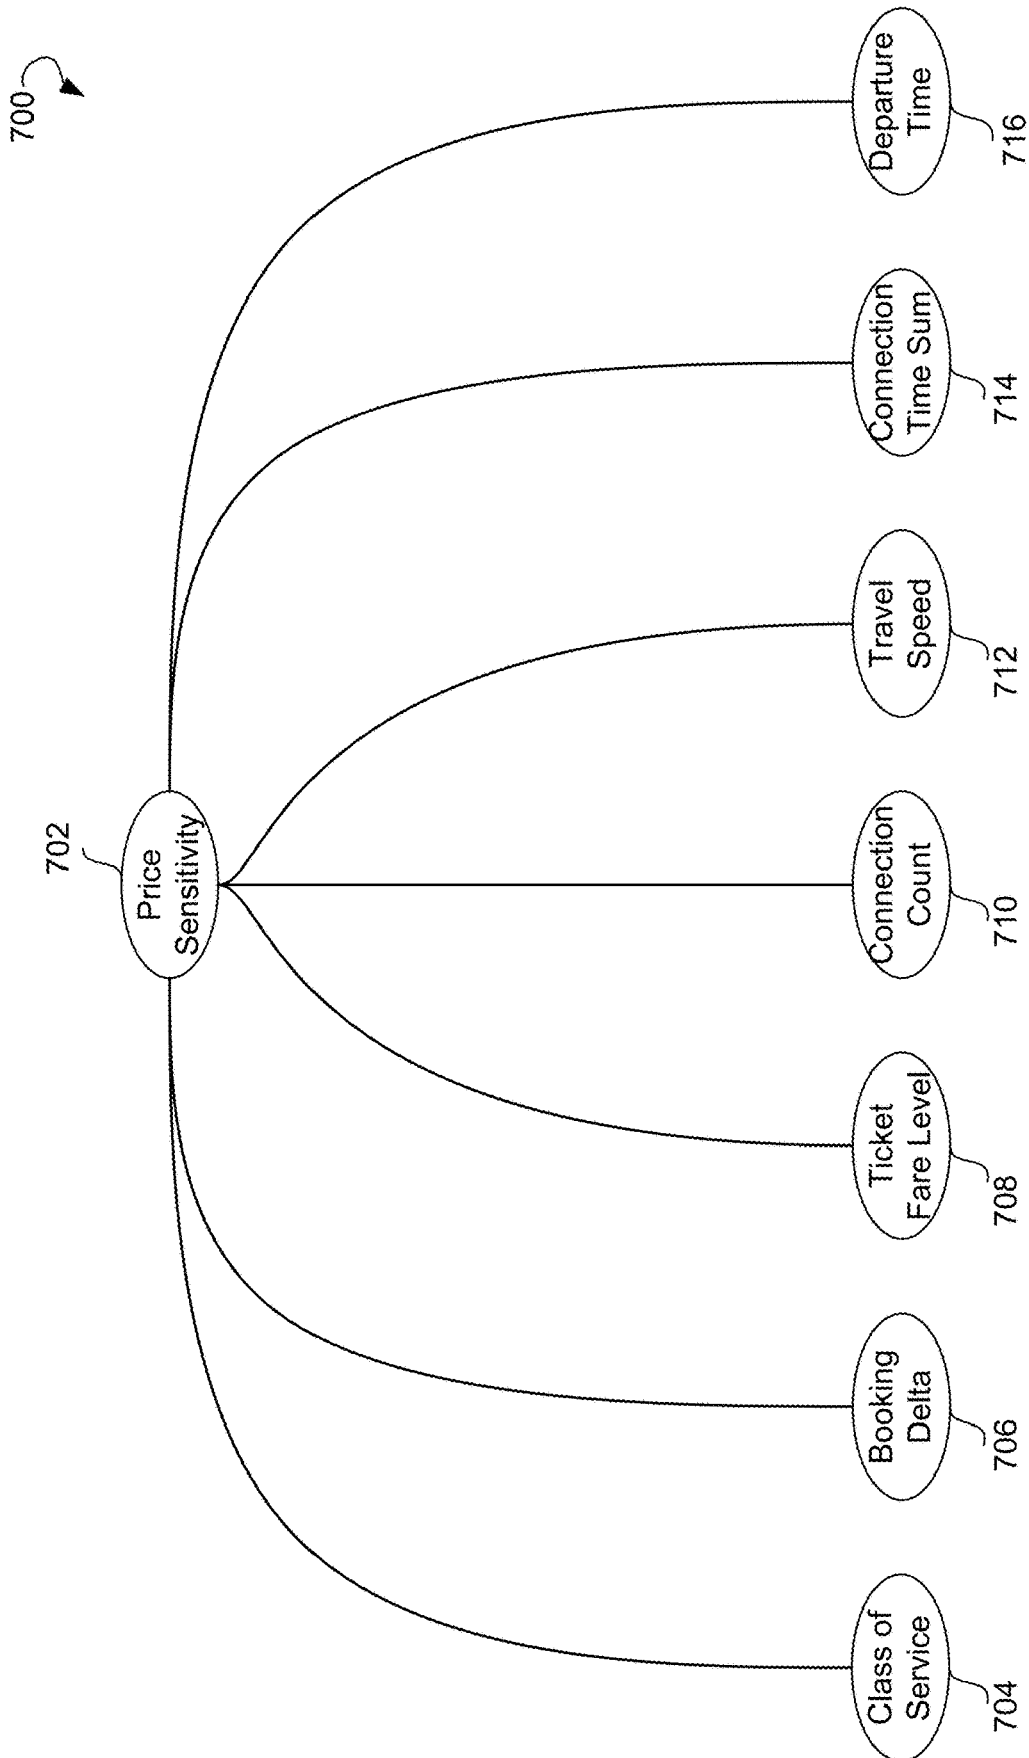 700
702
Price
Sensitivity
Class of
Service
704
Booking
Delta
706
Ticket
Fare Level
708
Connection
Count
710
Travel
Speed
712
Connection
Time Sum
714
Departure
Time
716